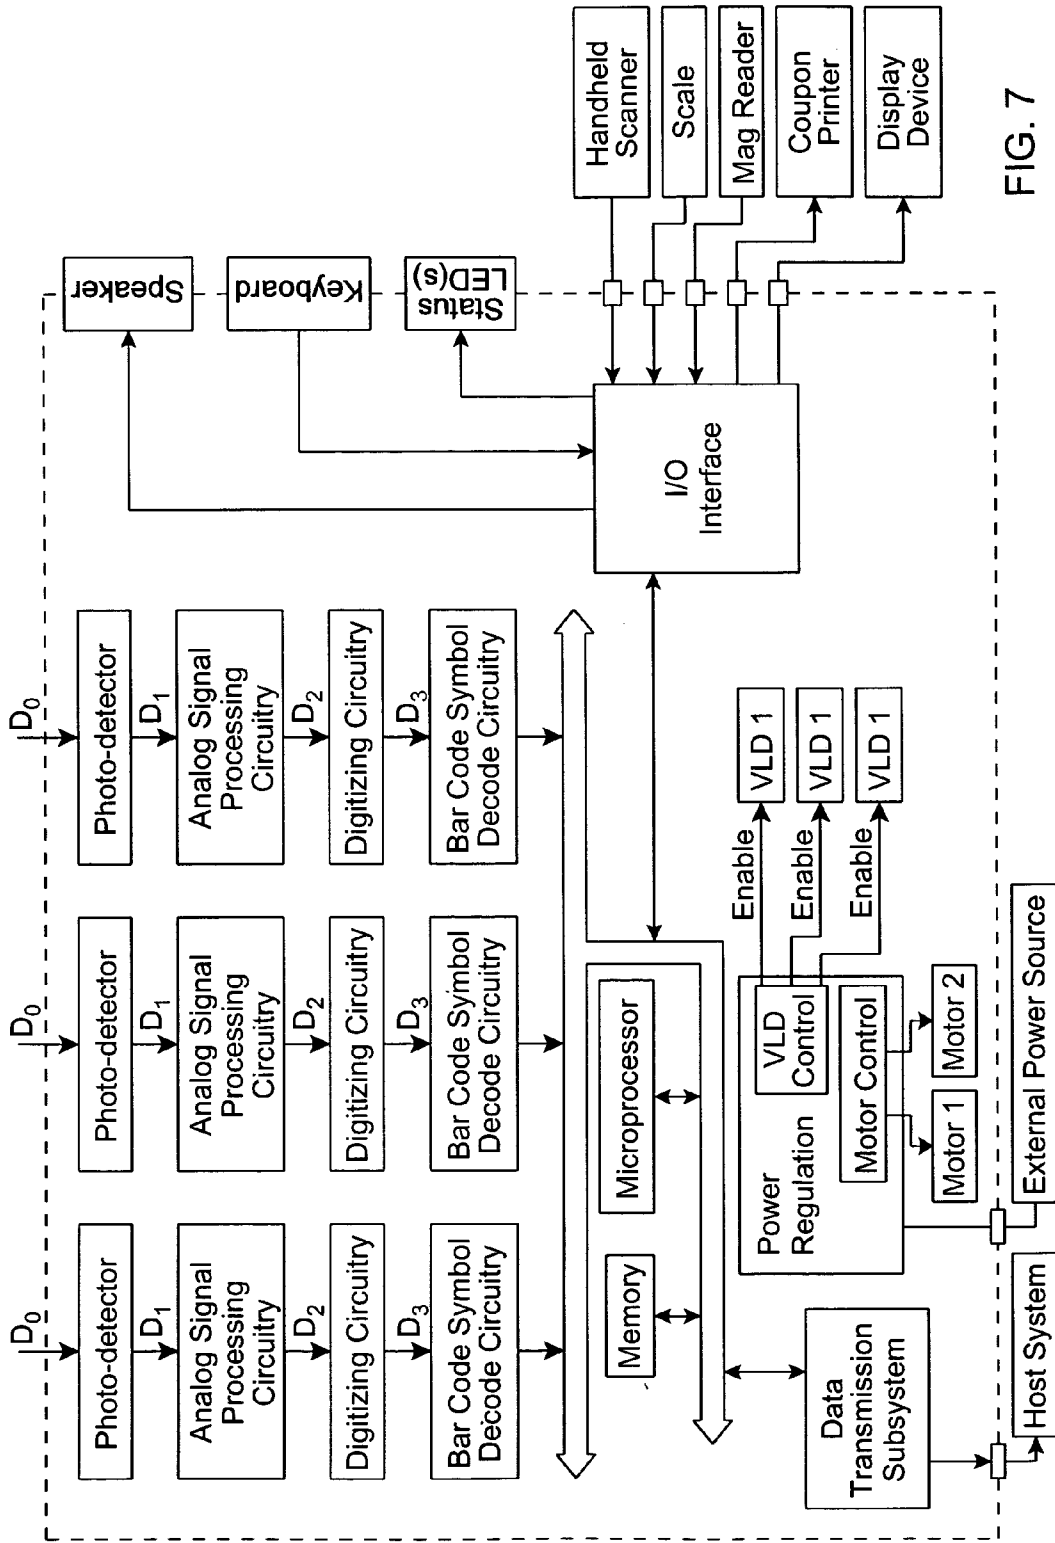 D0
D0
D0
Photo-detector
Photo-detector
Photo-detector
D1
D1
D1
Analog Signal
Processing
Circuitry
Analog Signal
Processing
Circuitry
Analog Signal
Processing
Circuitry
D2
D2
D2
Digitizing Circuitry
Digitizing Circuitry
Digitizing Circuitry
D3
D3
D3
Bar Code Symbol
Decode Circuitry
Bar Code Symbol
Decode Circuitry
Bar Code Symbol
Decode Circuitry
Speaker
Keyboard
Status
LED(s)
Memory
Microprocessor
I/O
Interface
Handheld
Scanner
Scale
Mag Reader
Coupon
Printer
Display
Device
Data
Transmission
Subsystem
Power
Regulation
VLD
Control
Motor Control
Enable
VLD 1
Enable
VLD 1
Enable
VLD 1
Motor 1
Motor 2
Host System
External Power Source
FIG. 7